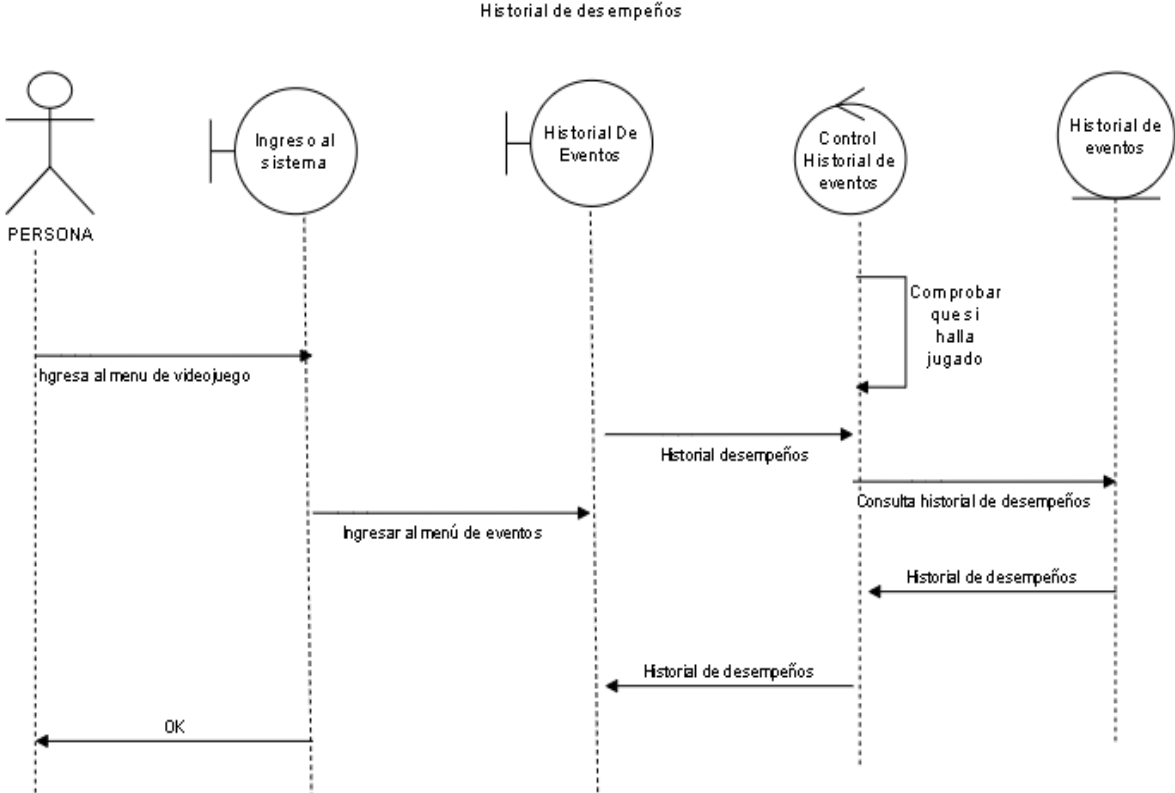 Historial de desempeños
Ingreso al
sistema
Historial De
Eventos
Control
Historial de
eventos
Historial de
eventos
PERSONA
Comprobar
que si
halla
jugado
Ingresa al menu de videojuego
Historial desempeños
Consulta historial de desempeños
Ingresar al menú de eventos
Historial de desempeños
Historial de desempeños
OK